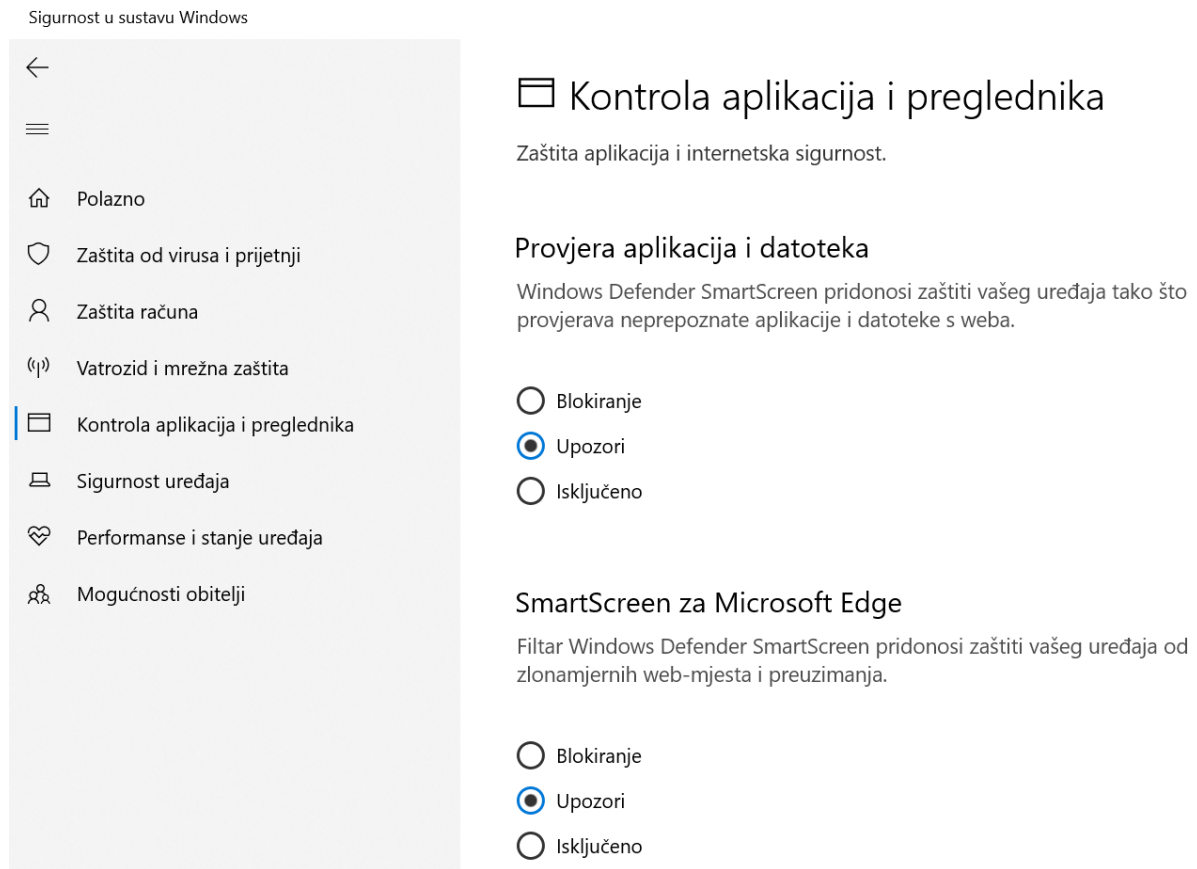 Sigurnost u sustavu Windows
Polazno
Zaštita od virusa i prijetnji
Zaštita računa
Vatrozid i mrežna zaštita
Kontrola aplikacija i preglednika
Sigurnost uređaja
Performanse i stanje uređaja
Mogućnosti obitelji
Kontrola aplikacija i preglednika
Zaštita aplikacija i internetska sigurnost.
Provjera aplikacija i datoteka
Windows Defender SmartScreen pridonosi zaštiti vašeg uređaja tako što
provjerava neprepoznate aplikacije i datoteke s weba.
Blokiranje
Upozori
Isključeno
SmartScreen za Microsoft Edge
Filtar Windows Defender SmartScreen pridonosi zaštiti vašeg uređaja od
zlonamjernih web-mjesta i preuzimanja.
Blokiranje
Upozori
Isključeno